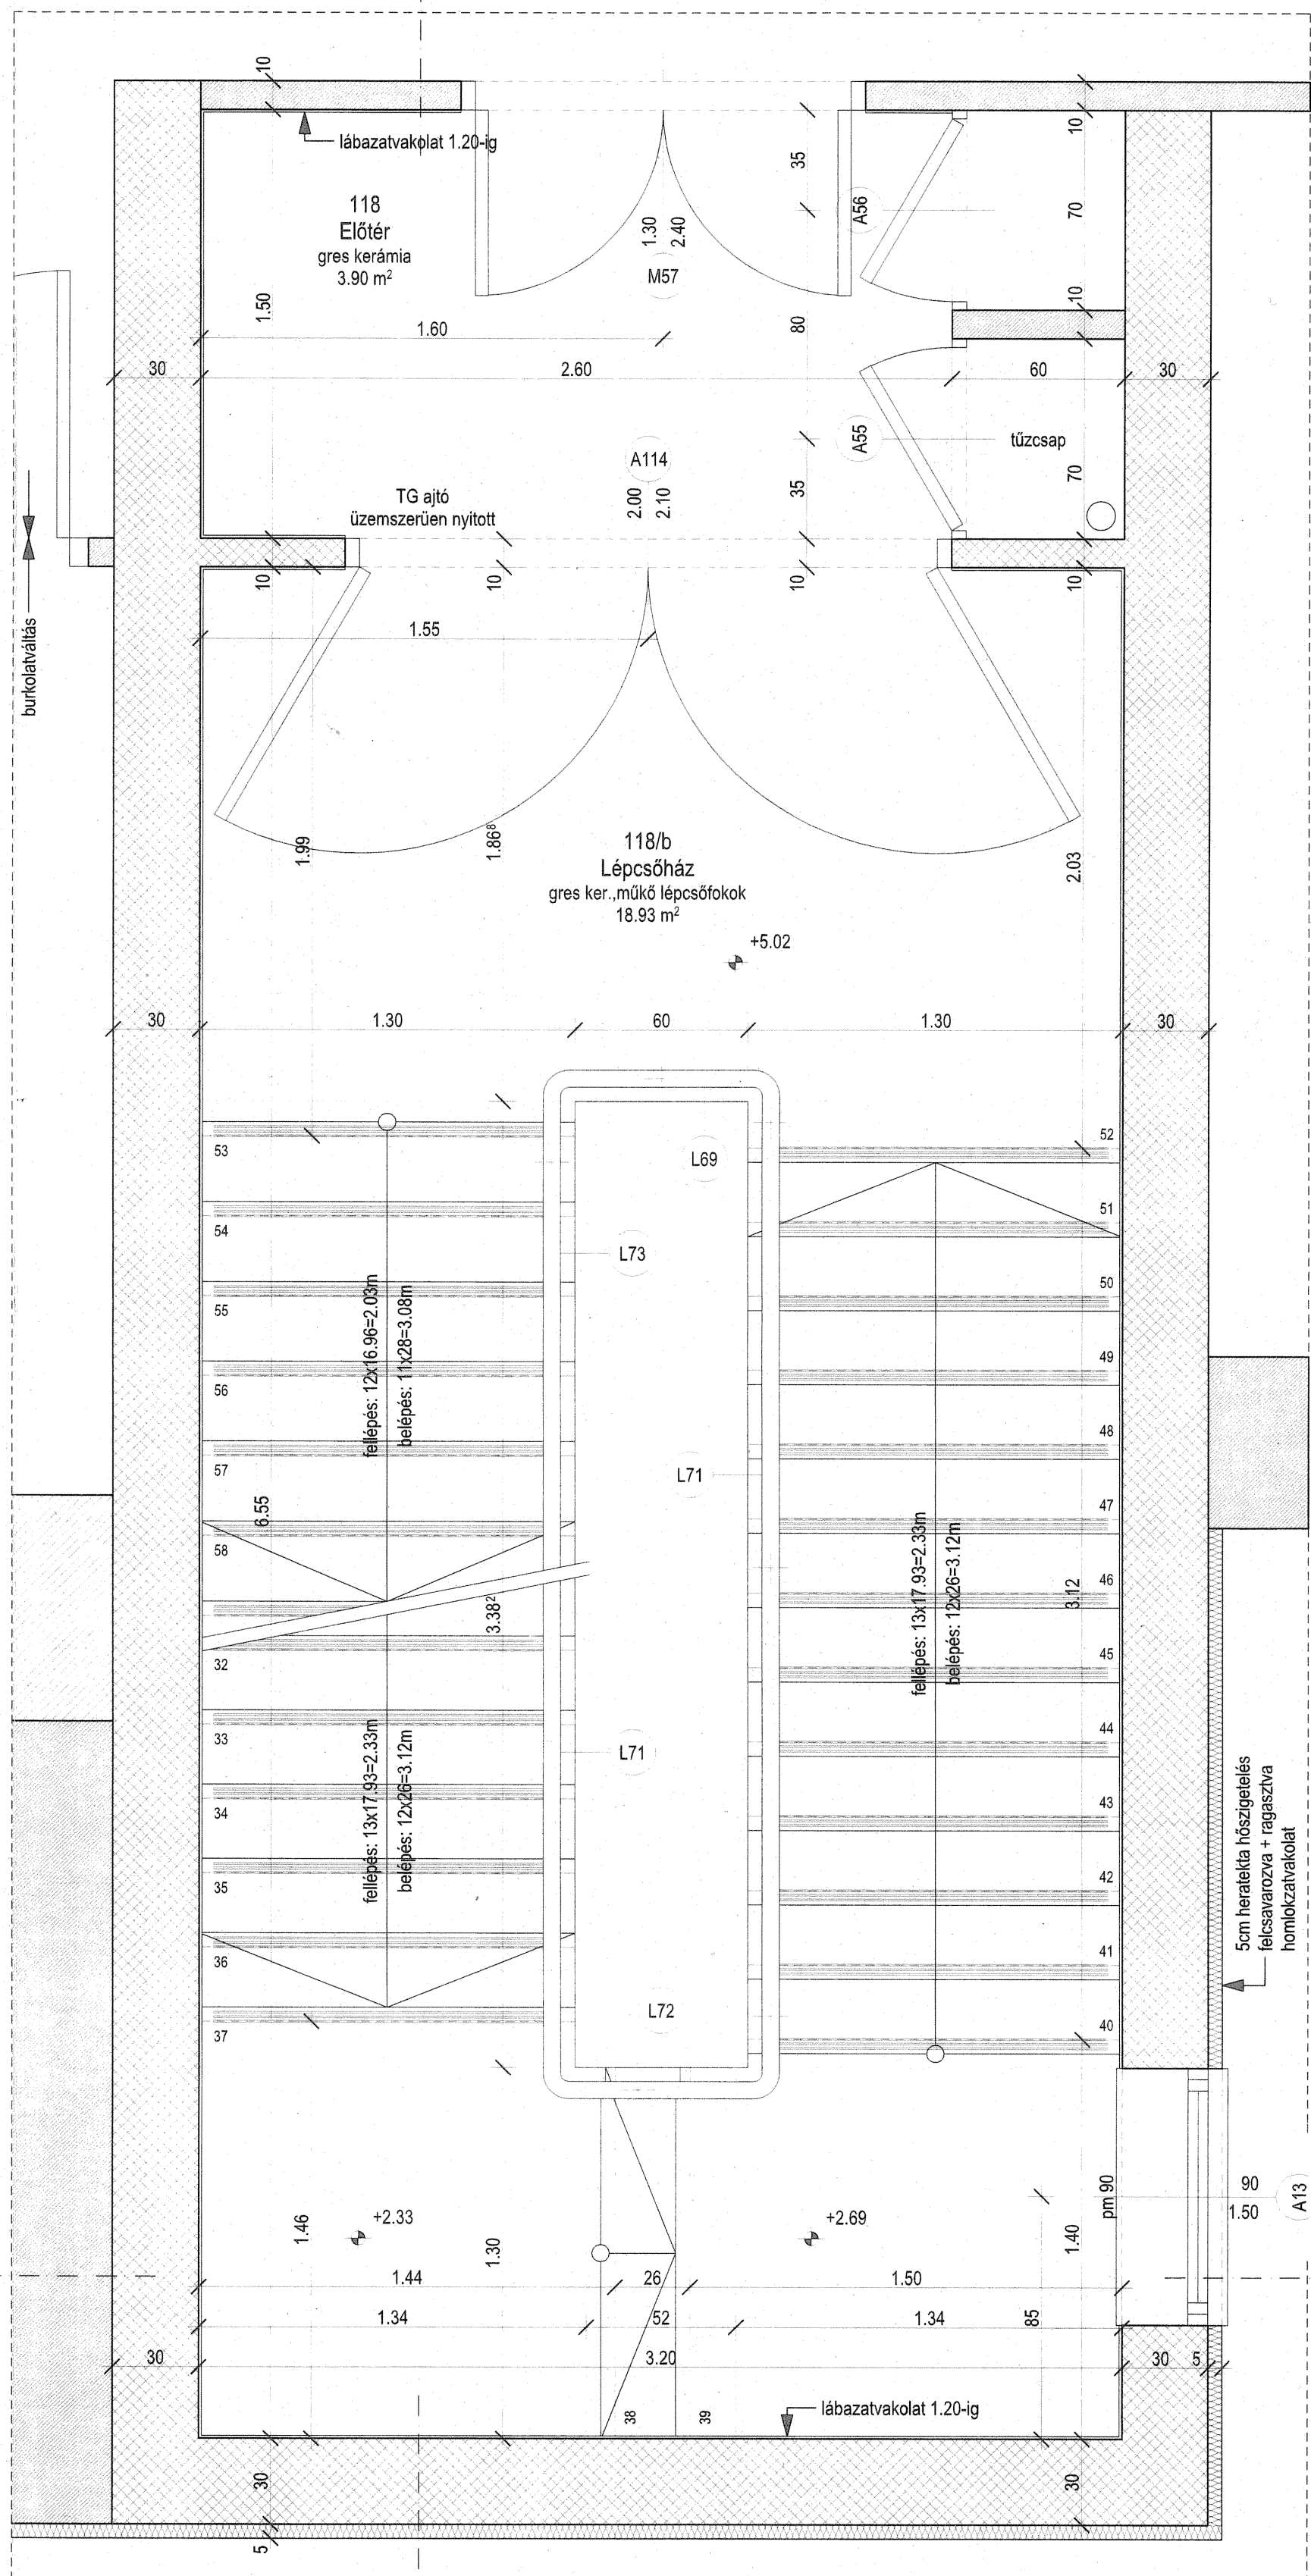 10
lábazatvakolat 1.20-ig
118
Előtér
gres kerámia
3.90 m²
1.50
1.60
2.60
1.30
2.40
M57
35
80
35
A56
A55
10
70
10
30
60
30
tűzcsap
70
A114
2.00
2.10
TG ajtó
üzemszerüen nyitott
burkolatváltás
10
10
10
10
1.55
1.99
1.86⁸
2.03
118/b
Lépcsőház
gres ker.,műkő lépcsőfokok
18.93 m²
+5.02
30
1.30
60
1.30
30
53
54
55
56
57
58
32
33
34
35
36
37
6.55
3.38²
fellépés: 12x16.96=2.03m
belépés: 11x28=3.08m
fellépés: 13x17.93=2.33m
belépés: 12x26=3.12m
L69
L73
L71
L71
L72
52
51
50
49
48
47
46
45
44
43
42
41
40
fellépés: 13x17.93=2.33m
belépés: 12x26=3.12m
3.12
5cm heratekta hőszigetelés
felcsavarozva + ragasztva
homlokzatvakolat
+2.33
+2.69
1.46
1.30
1.40
pm 90
90
1.50
A13
1.44
26
1.50
1.34
52
1.34
85
30
3.20
30
5
38
39
lábazatvakolat 1.20-ig
30
30
5